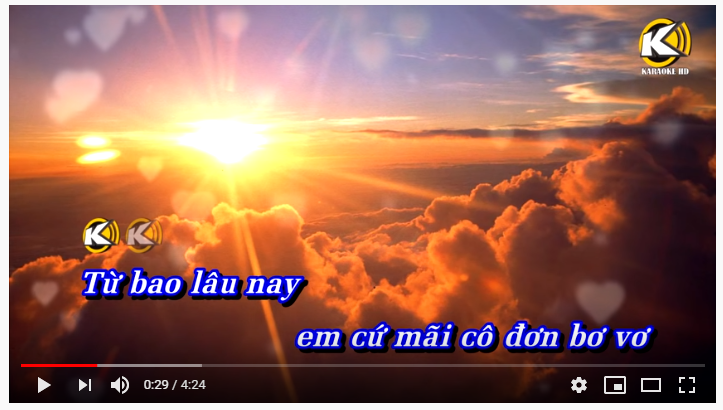 KARAOKE HD
Từ bao lâu nay
em cứ mãi cô đơn bơ vơ
0:29 / 4:24